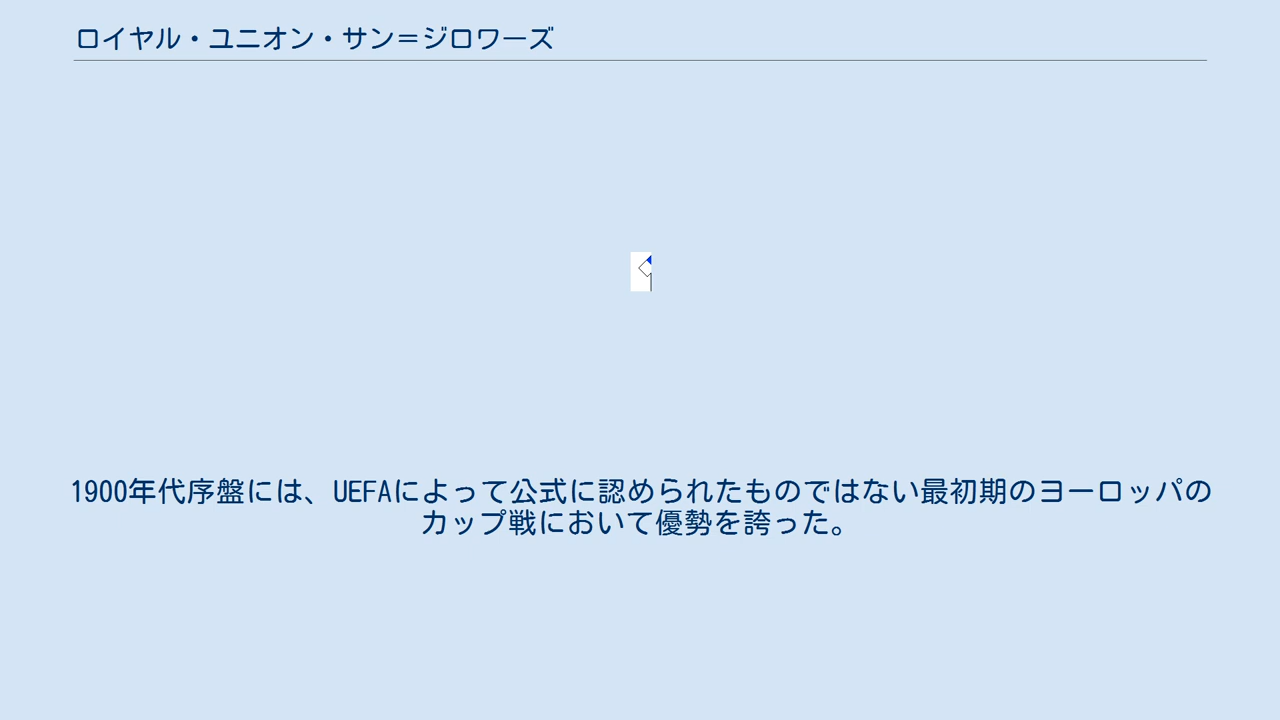 ロイヤル・ユニオン・サン＝ジロワーズ
1900年代序盤には、UEFAによって公式に認められたものではない最初期のヨーロッパの
カップ戦において優勢を誇った。